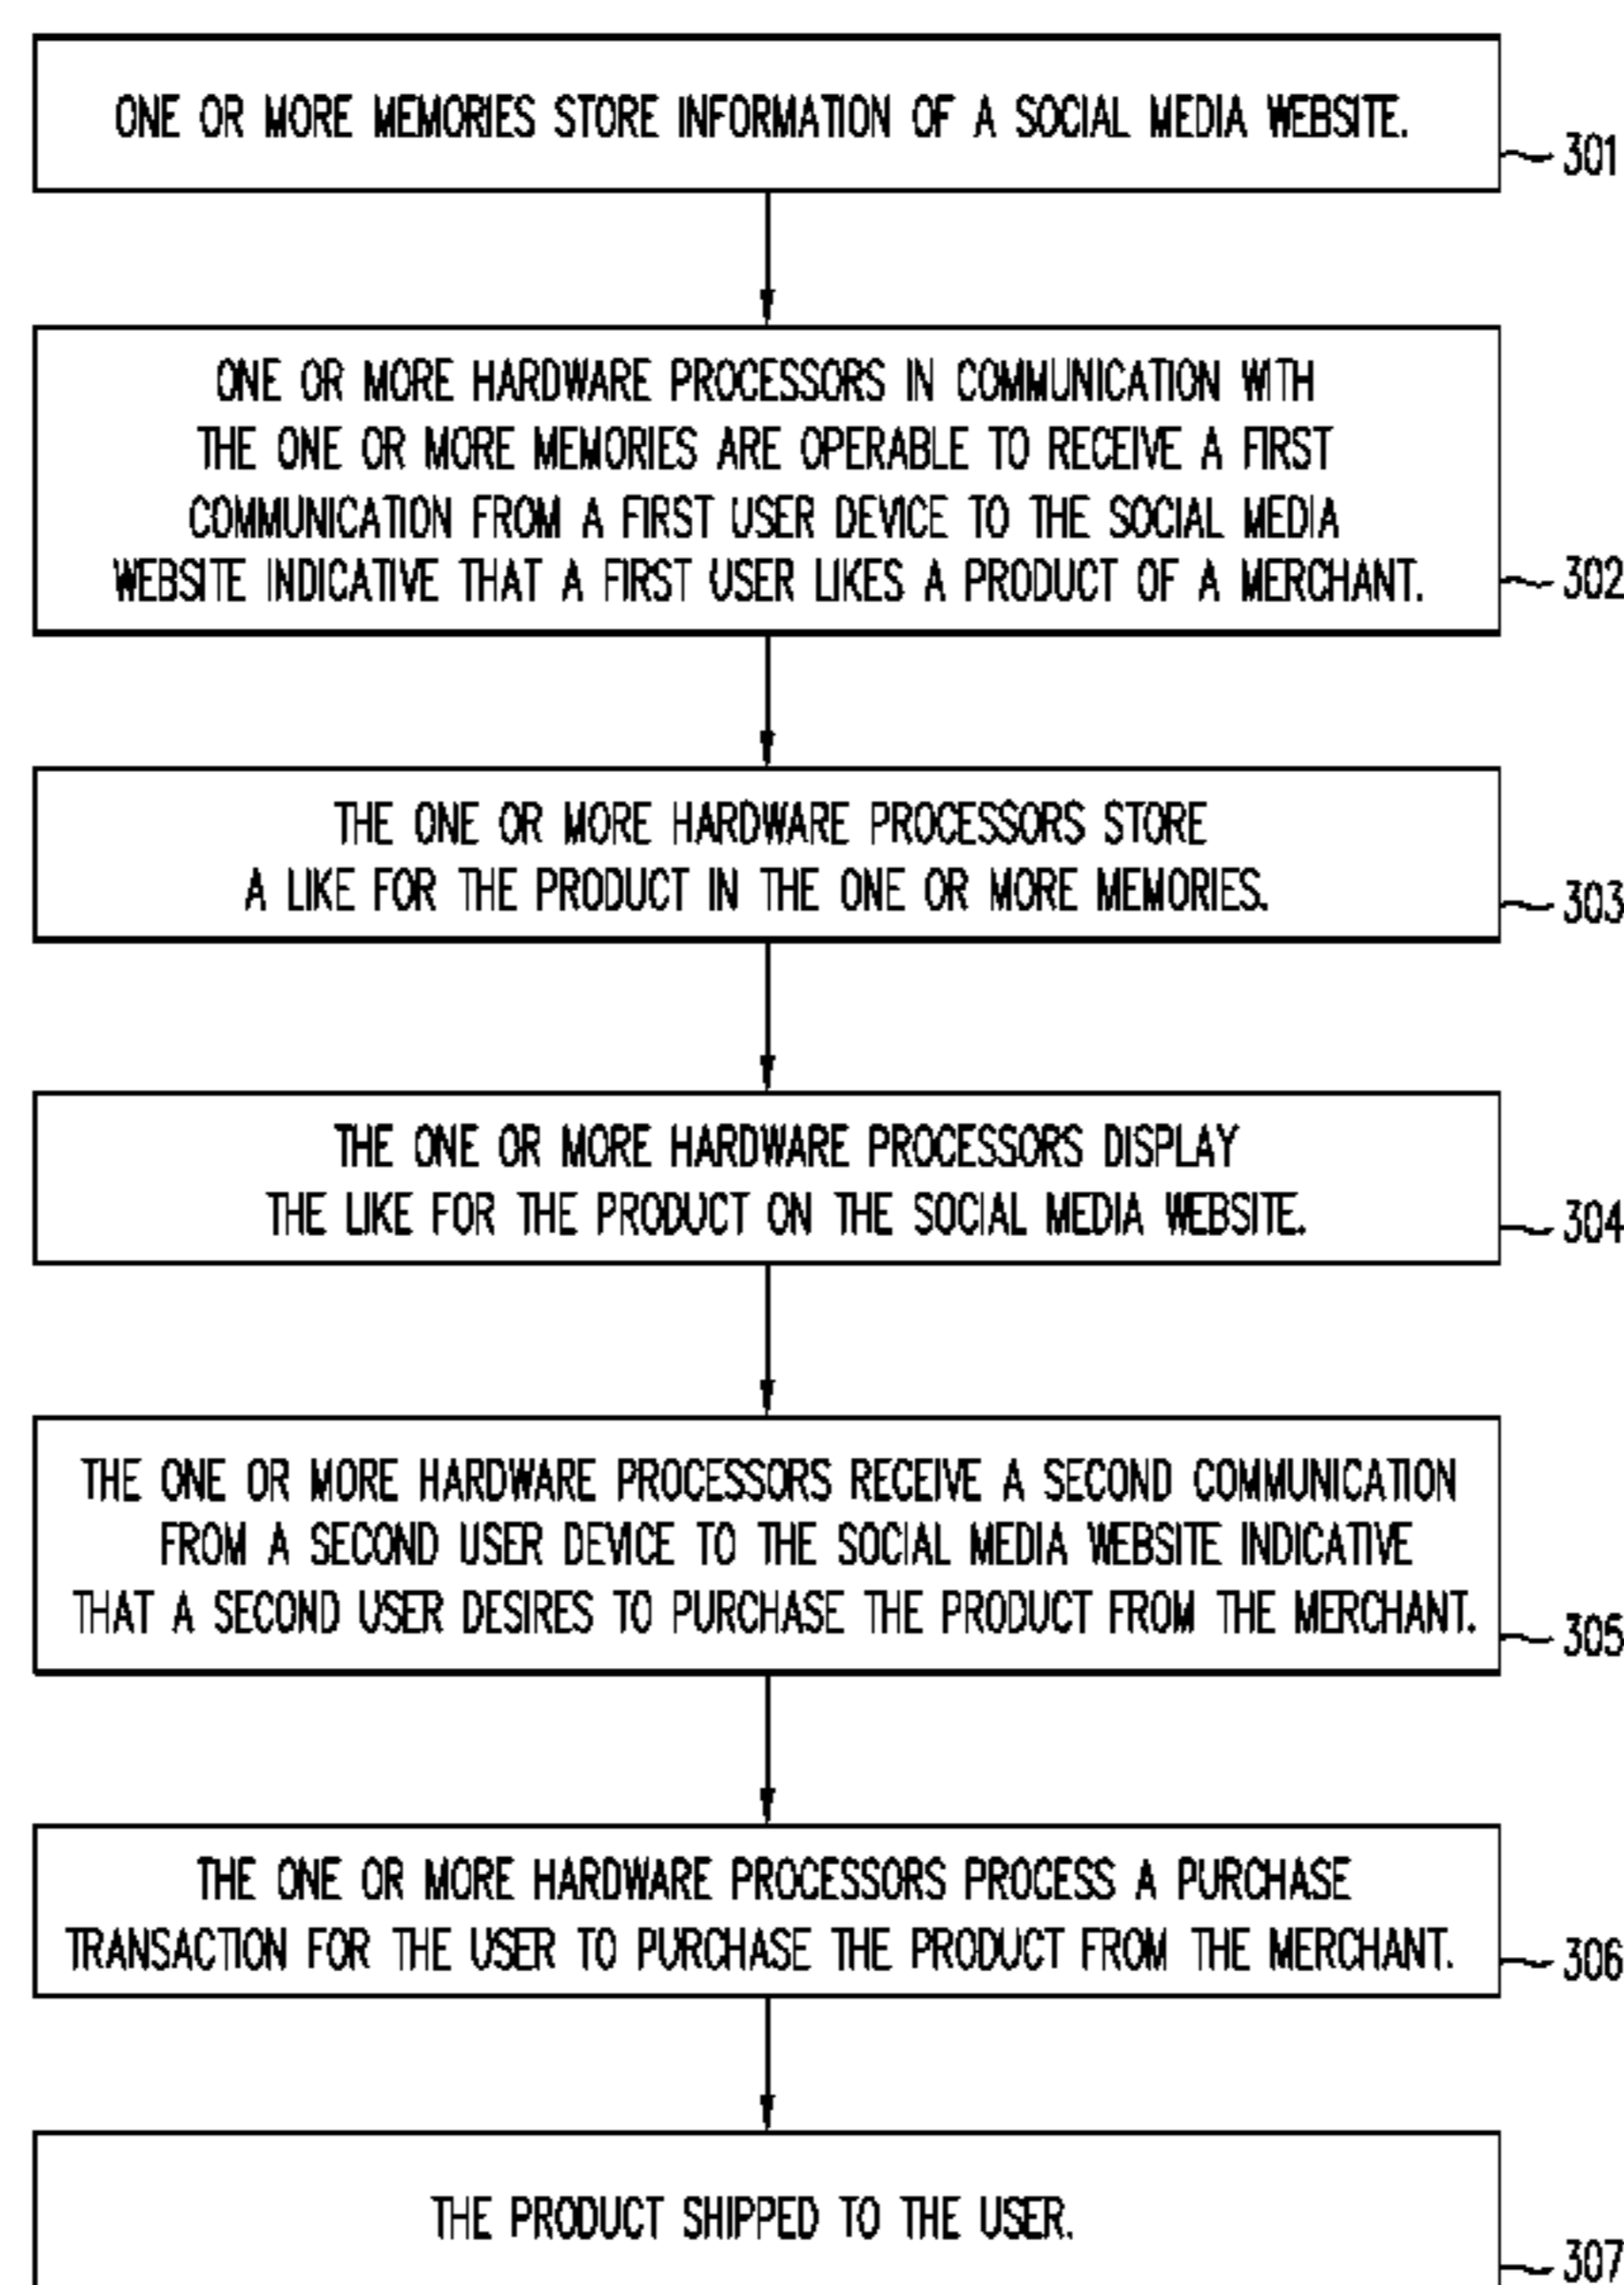 ONE OR MORE MEMORIES STORE INFORMATION OF A SOCIAL MEDIA WEBSITE.
301
ONE OR MORE HARDWARE PROCESSORS IN COMMUNICATION WITH
THE ONE OR MORE MEMORIES ARE OPERABLE TO RECEIVE A FIRST
COMMUNICATION FROM A FIRST USER DEVICE TO THE SOCIAL MEDIA
WEBSITE INDICATIVE THAT A FIRST USER LIKES A PRODUCT OF A MERCHANT.
302
THE ONE OR MORE HARDWARE PROCESSORS STORE
A LIKE FOR THE PRODUCT IN THE ONE OR MORE MEMORIES.
303
THE ONE OR MORE HARDWARE PROCESSORS DISPLAY
THE LIKE FOR THE PRODUCT ON THE SOCIAL MEDIA WEBSITE.
304
THE ONE OR MORE HARDWARE PROCESSORS RECEIVE A SECOND COMMUNICATION
FROM A SECOND USER DEVICE TO THE SOCIAL MEDIA WEBSITE INDICATIVE
THAT A SECOND USER DESIRES TO PURCHASE THE PRODUCT FROM THE MERCHANT.
305
THE ONE OR MORE HARDWARE PROCESSORS PROCESS A PURCHASE
TRANSACTION FOR THE USER TO PURCHASE THE PRODUCT FROM THE MERCHANT.
306
THE PRODUCT SHIPPED TO THE USER.
307